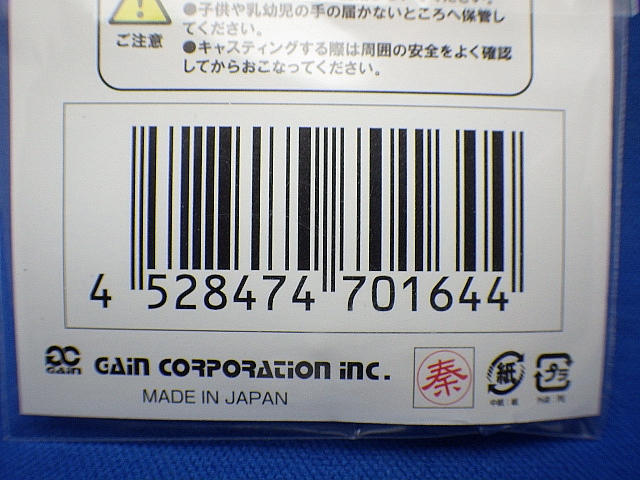 ●子供や乳幼児の手の届かないところへ保管し
てください。
●キャスティングする際は周囲の安全をよく確認
してからおこなってください。
ご注意
4 528474 701644
GAIN
GAIN CORPORATION INC.
MADE IN JAPAN
秦
紙
プラ